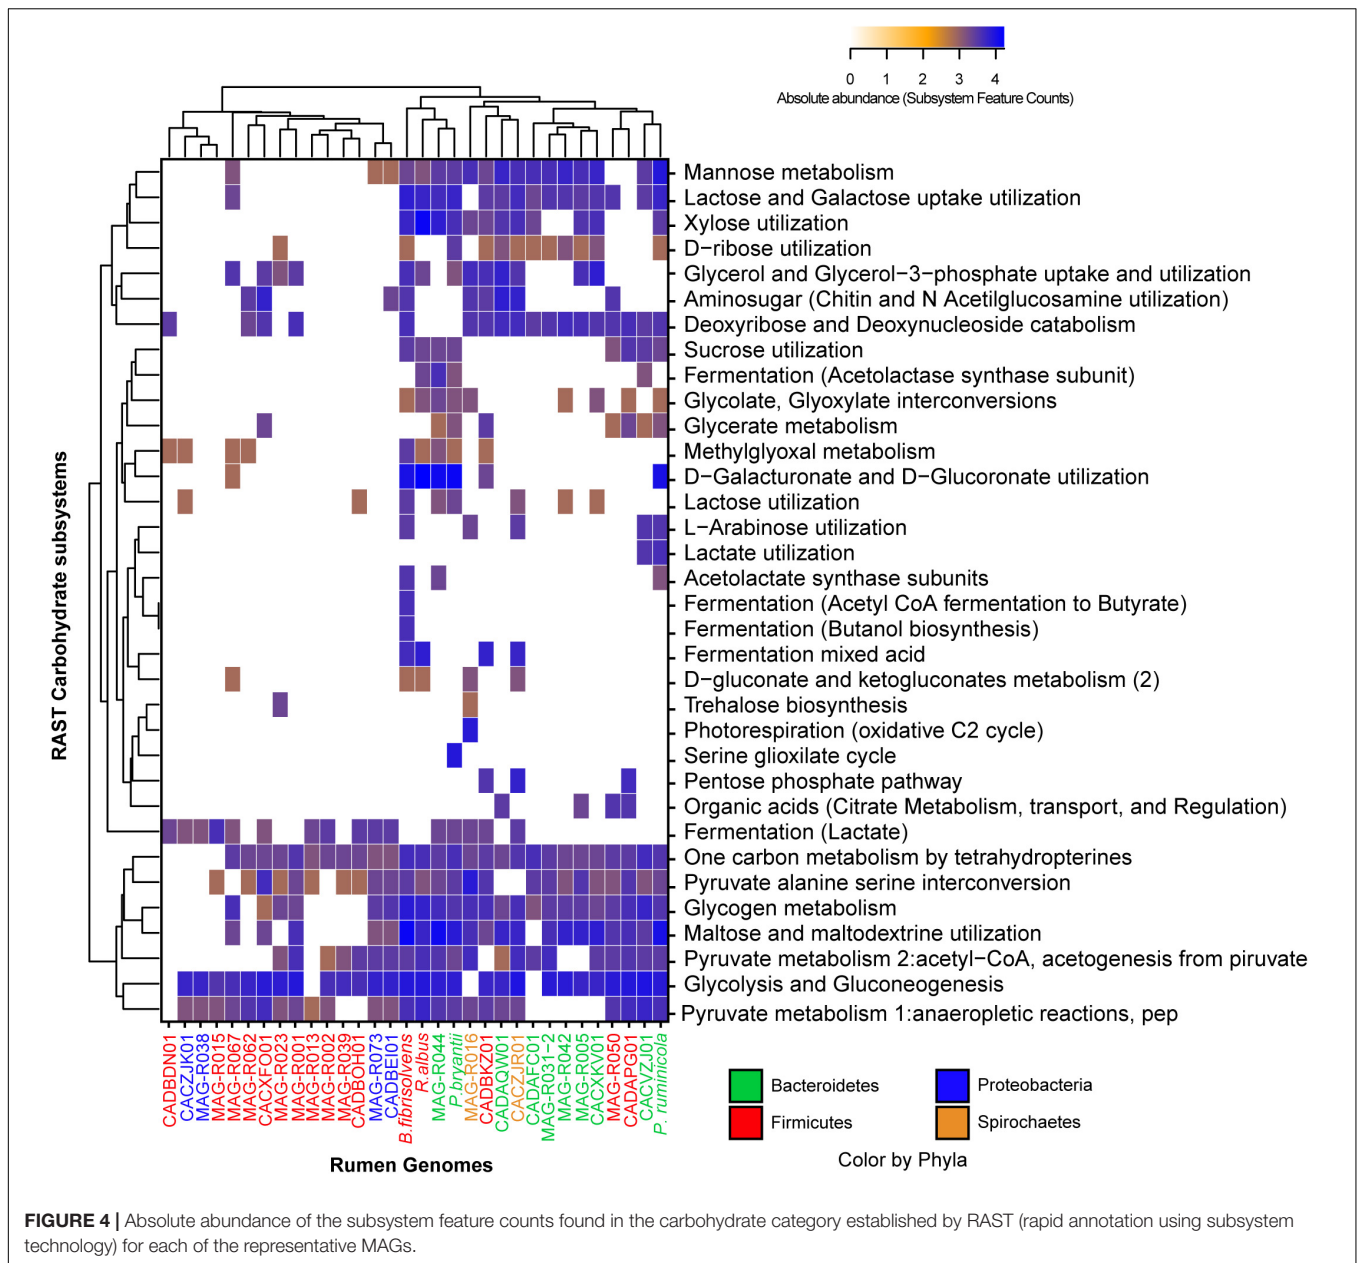 0 1 2 3 4
Absolute abundance (Subsystem Feature Counts)
RAST Carbohydrate subsystems
Mannose metabolism
Lactose and Galactose uptake utilization
Xylose utilization
D−ribose utilization
Glycerol and Glycerol−3−phosphate uptake and utilization
Aminosugar (Chitin and N Acetilglucosamine utilization)
Deoxyribose and Deoxynucleoside catabolism
Sucrose utilization
Fermentation (Acetolactase synthase subunit)
Glycolate, Glyoxylate interconversions
Glycerate metabolism
Methylglyoxal metabolism
D−Galacturonate and D−Glucoronate utilization
Lactose utilization
L−Arabinose utilization
Lactate utilization
Acetolactate synthase subunits
Fermentation (Acetyl CoA fermentation to Butyrate)
Fermentation (Butanol biosynthesis)
Fermentation mixed acid
D−gluconate and ketogluconates metabolism (2)
Trehalose biosynthesis
Photorespiration (oxidative C2 cycle)
Serine glioxilate cycle
Pentose phosphate pathway
Organic acids (Citrate Metabolism, transport, and Regulation)
Fermentation (Lactate)
One carbon metabolism by tetrahydropterines
Pyruvate alanine serine interconversion
Glycogen metabolism
Maltose and maltodextrine utilization
Pyruvate metabolism 2:acetyl−CoA, acetogenesis from piruvate
Glycolysis and Gluconeogenesis
Pyruvate metabolism 1:anaeropletic reactions, pep
CADBDN01
CACZJK01
MAG-R038
MAG-R015
MAG-R067
MAG-R062
CACXFO01
MAG-R023
MAG-R001
MAG-R013
MAG-R002
MAG-R039
CADBOH01
MAG-R073
CADBEI01
B.fibrisolvens
R.albus
MAG-R044
P.bryantii
MAG-R016
CADBKZ01
CADAQW01
CACZJR01
CADAFC01
MAG-R031-2
MAG-R042
MAG-R005
CACXKV01
MAG-R050
CADAPG01
CACVZJ01
P. ruminicola
Rumen Genomes
Bacteroidetes
Proteobacteria
Firmicutes
Spirochaetes
Color by Phyla
FIGURE 4 | Absolute abundance of the subsystem feature counts found in the carbohydrate category established by RAST (rapid annotation using subsystem
technology) for each of the representative MAGs.